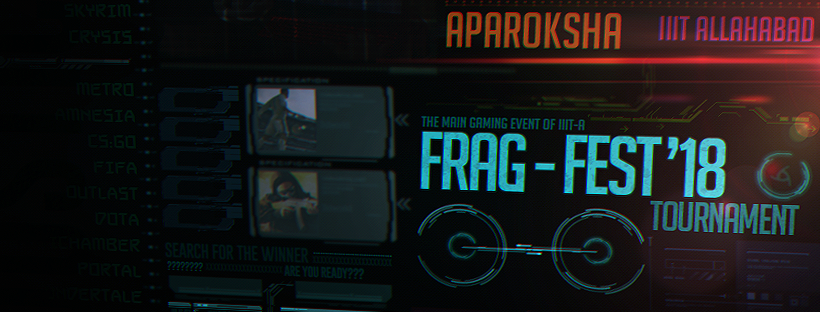 SKYRIM
CRYSIS
METRO
AMNESIA
CS:GO
FIFA
OUTLAST
DOTA
CHAMBER
PORTAL
SPECIFICATION
SPECIFICATION
SEARCH FOR THE WINNER
???????? ARE YOU READY???
APAROKSHA IIIT ALLAHABAD
THE MAIN GAMING EVENT OF IIIT-A
FRAG - FEST '18
TOURNAMENT